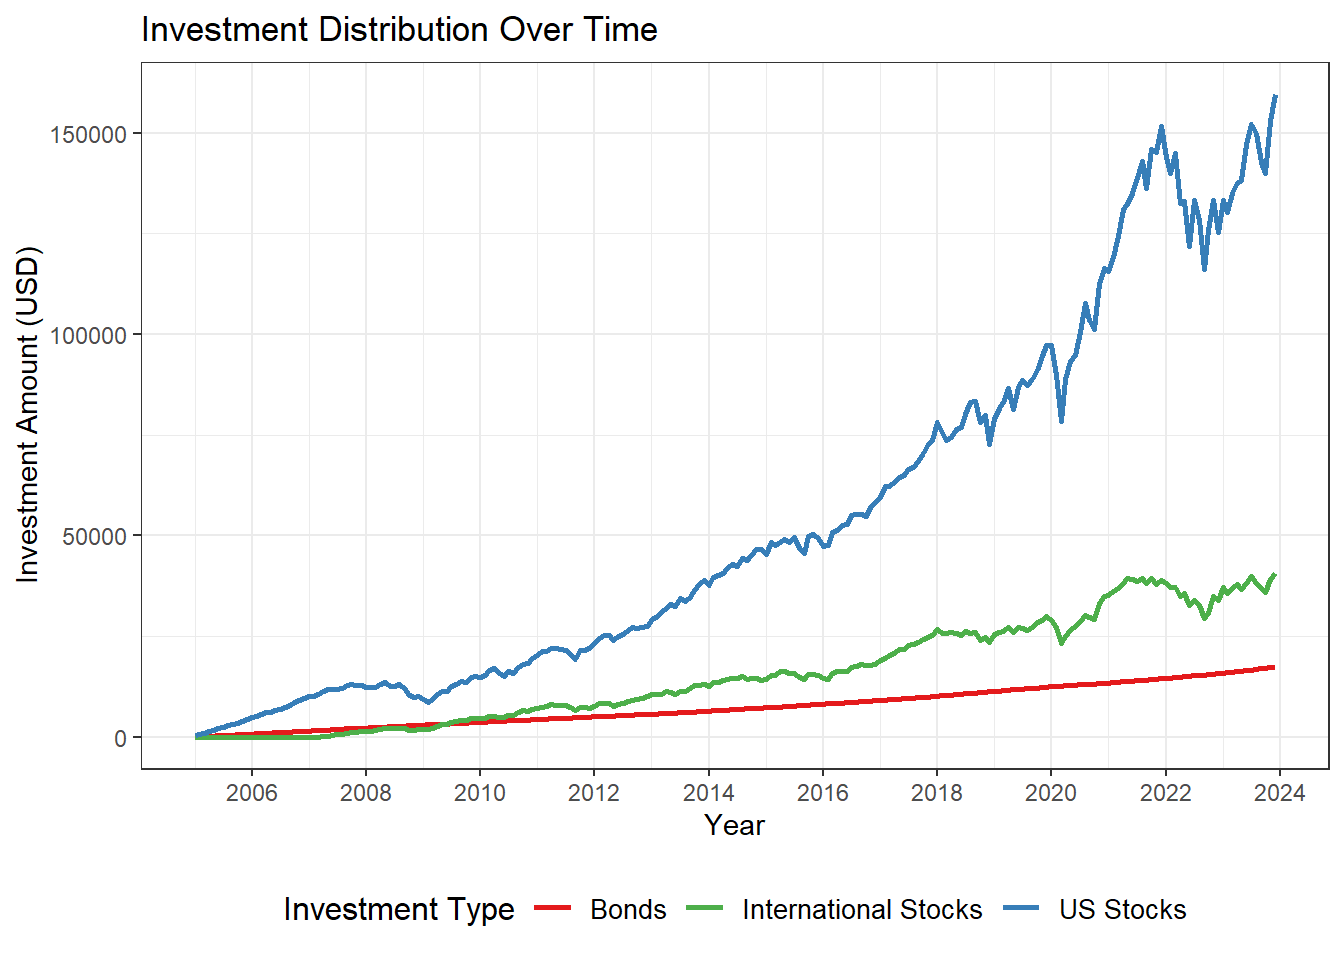 Investment Distribution Over Time
Investment Amount (USD)
150000
100000
50000
0
2006 2008 2010 2012 2014 2016 2018 2020 2022 2024
Year
Investment Type Bonds International Stocks US Stocks